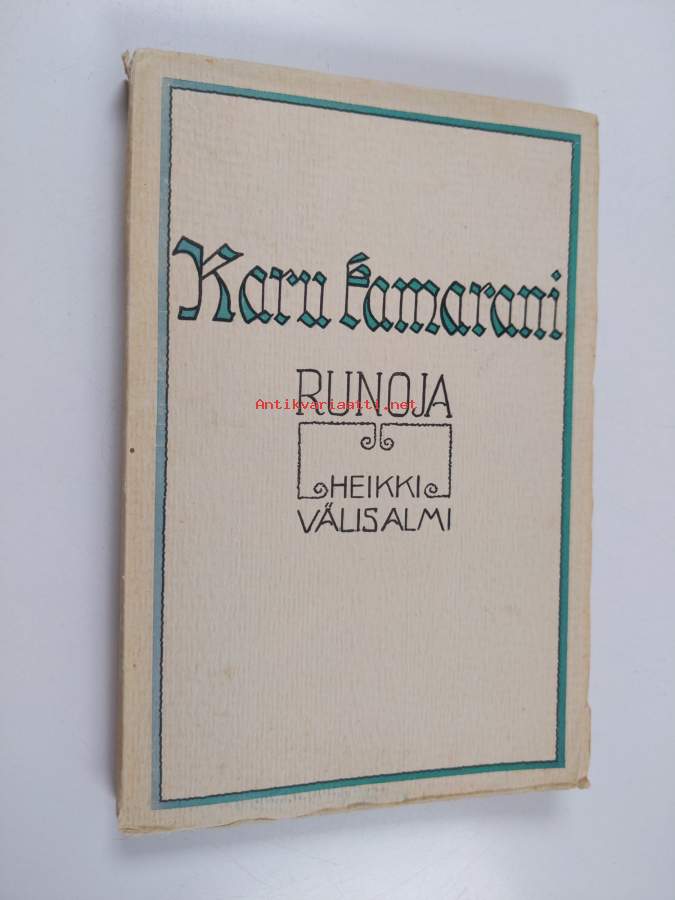 Karu kamarani
RUNOJA
Antikvariaatti.net
HEIKKI
VÄLISALMI